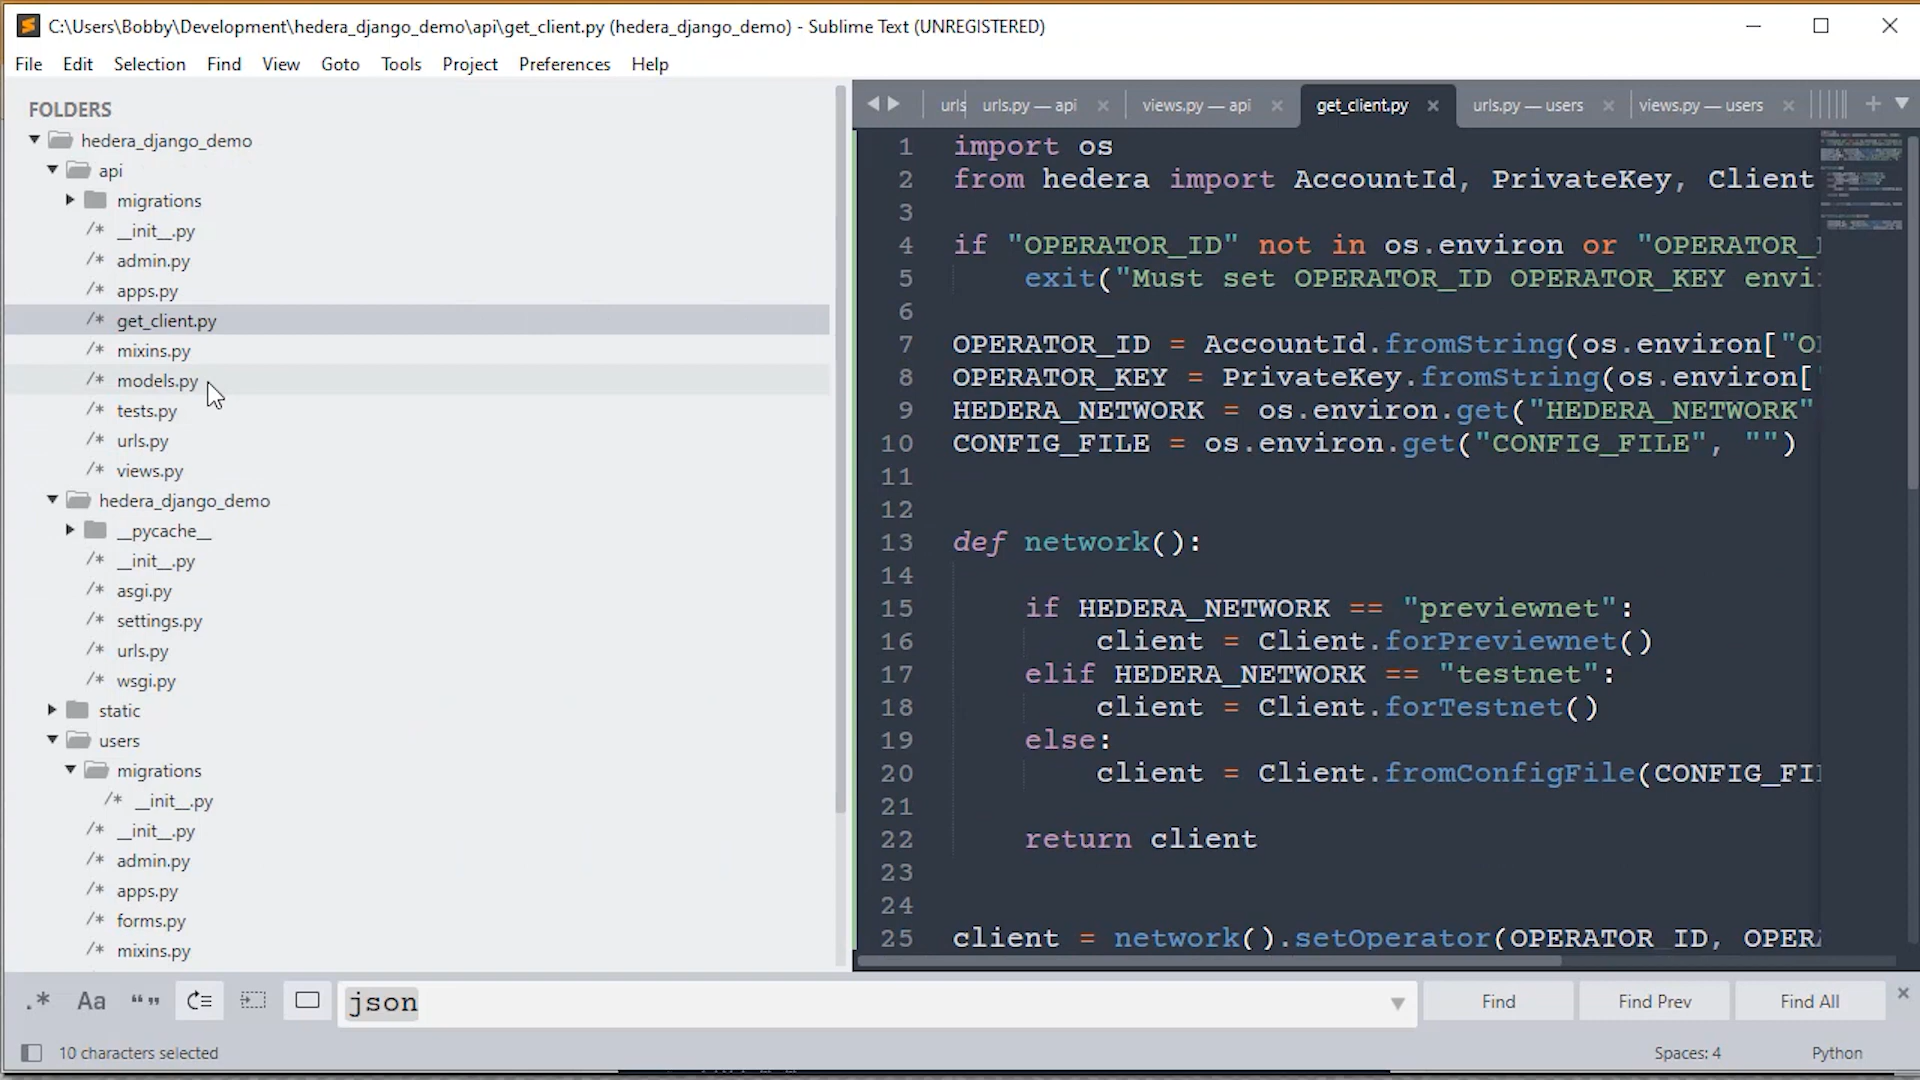 C:\Users\Bobby\Development\hedera_django_demo\api\get_client.py (hedera_django_demo) - Sublime Text (UNREGISTERED)
File Edit Selection Find View Goto Tools Project Preferences Help
FOLDERS
hedera_django_demo
api
migrations
/* __init__.py
/* admin.py
/* apps.py
/* get_client.py
/* mixins.py
/* models.py
/* tests.py
/* urls.py
/* views.py
hedera_django_demo
__pycache__
/* __init__.py
/* asgi.py
/* settings.py
/* urls.py
/* wsgi.py
static
users
migrations
/* __init__.py
/* __init__.py
/* admin.py
/* apps.py
/* forms.py
/* mixins.py
urls urls.py — api × views.py — api × get_client.py × urls.py — users × views.py — users ×
1 import os
2 from hedera import AccountId, PrivateKey, Client
3
4 if "OPERATOR_ID" not in os.environ or "OPERATOR_
5 exit("Must set OPERATOR_ID OPERATOR_KEY envi
6
7 OPERATOR_ID = AccountId.fromString(os.environ["O
8 OPERATOR_KEY = PrivateKey.fromString(os.environ[
9 HEDERA_NETWORK = os.environ.get("HEDERA_NETWORK"
10 CONFIG_FILE = os.environ.get("CONFIG_FILE", "")
11
12
13 def network():
14
15 if HEDERA_NETWORK == "previewnet":
16 client = Client.forPreviewnet()
17 elif HEDERA_NETWORK == "testnet":
18 client = Client.forTestnet()
19 else:
20 client = Client.fromConfigFile(CONFIG_FI
21
22 return client
23
24
25 client = network().setOperator(OPERATOR_ID, OPER
.* Aa “” json Find Find Prev Find All ×
10 characters selected Spaces: 4 Python